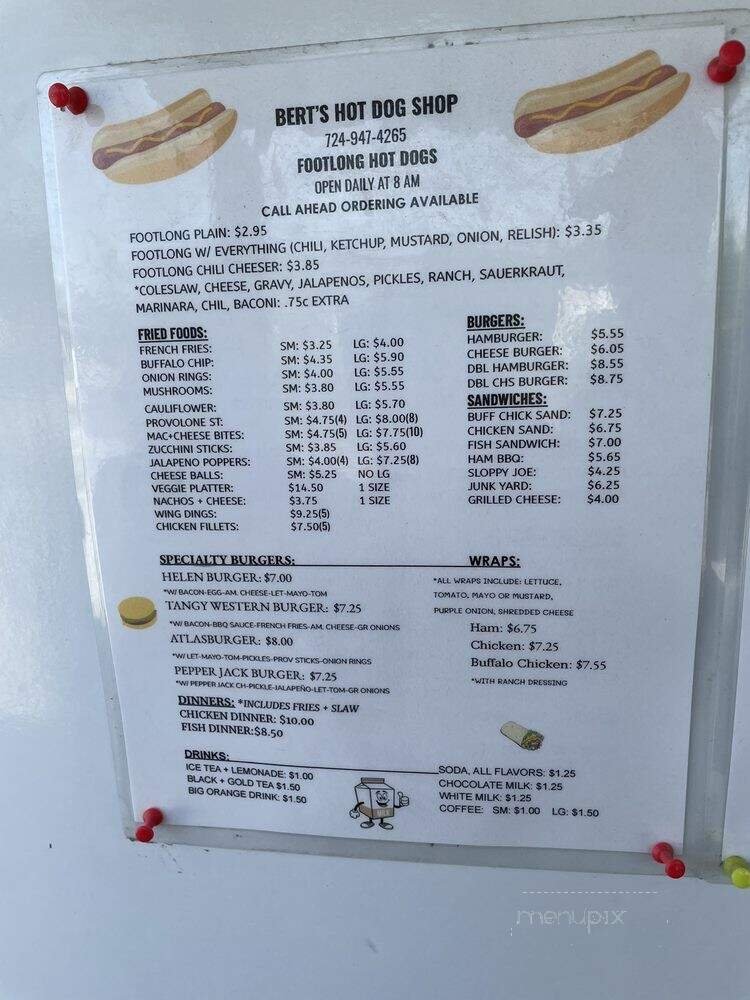 BERT'S HOT DOG SHOP
724-947-4265
FOOTLONG HOT DOGS
OPEN DAILY AT 8 AM
CALL AHEAD ORDERING AVAILABLE
FOOTLONG PLAIN: $2.95
FOOTLONG W/ EVERYTHING (CHILI, KETCHUP, MUSTARD, ONION, RELISH): $3.35
FOOTLONG CHILI CHEESER: $3.85
*COLESLAW, CHEESE, GRAVY, JALAPENOS, PICKLES, RANCH, SAUERKRAUT,
MARINARA, CHIL, BACONI: .75c EXTRA
FRIED FOODS:
FRENCH FRIES: SM: $3.25 LG: $4.00
BUFFALO CHIP: SM: $4.35 LG: $5.90
ONION RINGS: SM: $4.00 LG: $5.55
MUSHROOMS: SM: $3.80 LG: $5.55
CAULIFLOWER: SM: $3.80 LG: $5.70
PROVOLONE ST: SM: $4.75(4) LG: $8.00(8)
MAC+CHEESE BITES: SM: $4.75(5) LG: $7.75(10)
ZUCCHINI STICKS: SM: $3.85 LG: $5.60
JALAPENO POPPERS: SM: $4.00(4) LG: $7.25(8)
CHEESE BALLS: SM: $5.25 NO LG
VEGGIE PLATTER: $14.50 1 SIZE
NACHOS + CHEESE: $3.75 1 SIZE
WING DINGS: $9.25(5)
CHICKEN FILLETS: $7.50(5)
BURGERS:
HAMBURGER: $5.55
CHEESE BURGER: $6.05
DBL HAMBURGER: $8.55
DBL CHS BURGER: $8.75
SANDWICHES:
BUFF CHICK SAND: $7.25
CHICKEN SAND: $6.75
FISH SANDWICH: $7.00
HAM BBQ: $5.65
SLOPPY JOE: $4.25
JUNK YARD: $6.25
GRILLED CHEESE: $4.00
SPECIALTY BURGERS:
HELEN BURGER: $7.00
*W/ BACON-EGG-AM. CHEESE-LET-MAYO-TOM
TANGY WESTERN BURGER: $7.25
*W/ BACON-BBQ SAUCE-FRENCH FRIES-AM. CHEESE-GR ONIONS
ATLASBURGER: $8.00
*W/ LET-MAYO-TOM-PICKLES-PROV STICKS-ONION RINGS
PEPPER JACK BURGER: $7.25
*W/ PEPPER JACK CH-PICKLE-JALAPEÑO-LET-TOM-GR ONIONS
WRAPS:
*ALL WRAPS INCLUDE: LETTUCE,
TOMATO, MAYO OR MUSTARD,
PURPLE ONION, SHREDDED CHEESE
Ham: $6.75
Chicken: $7.25
Buffalo Chicken: $7.55
*WITH RANCH DRESSING
DINNERS: *INCLUDES FRIES + SLAW
CHICKEN DINNER: $10.00
FISH DINNER:$8.50
DRINKS:
ICE TEA + LEMONADE: $1.00
BLACK + GOLD TEA $1.50
BIG ORANGE DRINK: $1.50
SODA, ALL FLAVORS: $1.25
CHOCOLATE MILK: $1.25
WHITE MILK: $1.25
COFFEE: SM: $1.00 LG: $1.50
menupix